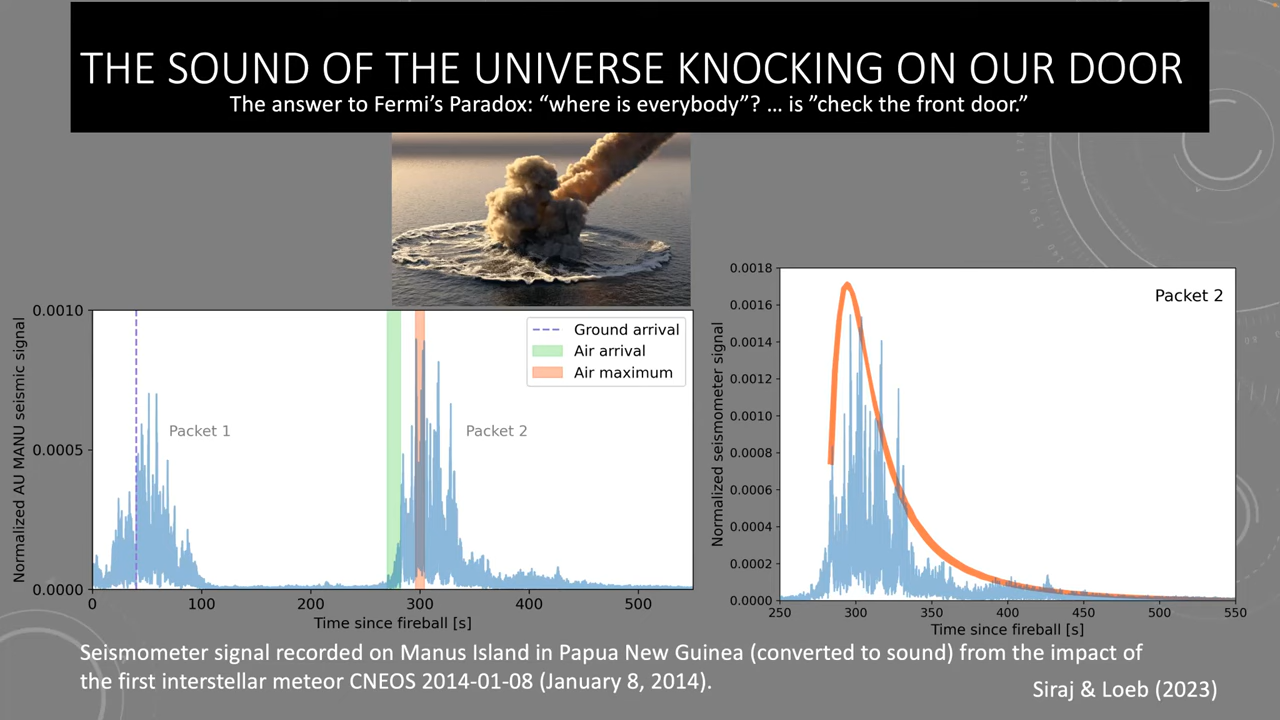 THE SOUND OF THE UNIVERSE KNOCKING ON OUR DOOR
The answer to Fermi’s Paradox: “where is everybody”? … is ”check the front door.”
Normalized AU MANU seismic signal
0.0010
0.0005
0.0000
Ground arrival
Air arrival
Air maximum
Packet 1
Packet 2
0 100 200 300 400 500
Time since fireball [s]
Normalized seismometer signal
0.0018
0.0016
0.0014
0.0012
0.0010
0.0008
0.0006
0.0004
0.0002
0.0000
Packet 2
250 300 350 400 450 500 550
Time since fireball [s]
Seismometer signal recorded on Manus Island in Papua New Guinea (converted to sound) from the impact of
the first interstellar meteor CNEOS 2014-01-08 (January 8, 2014).
Siraj & Loeb (2023)